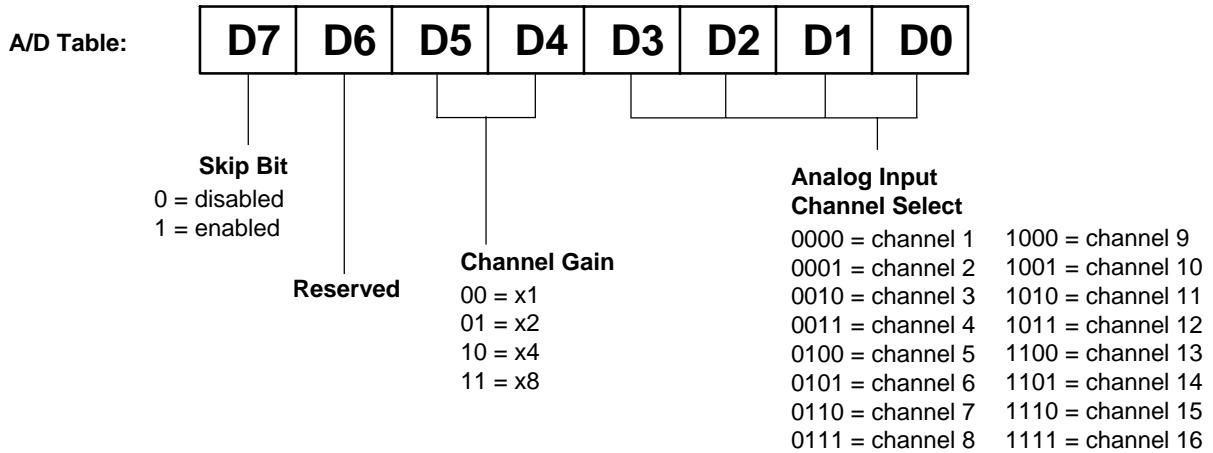 A/D Table:
D7 D6 D5 D4 D3 D2 D1 D0
Skip Bit
0 = disabled
1 = enabled
Reserved
Channel Gain
00 = x1
01 = x2
10 = x4
11 = x8
Analog Input
Channel Select
0000 = channel 1 1000 = channel 9
0001 = channel 2 1001 = channel 10
0010 = channel 3 1010 = channel 11
0011 = channel 4 1011 = channel 12
0100 = channel 5 1100 = channel 13
0101 = channel 6 1101 = channel 14
0110 = channel 7 1110 = channel 15
0111 = channel 8 1111 = channel 16